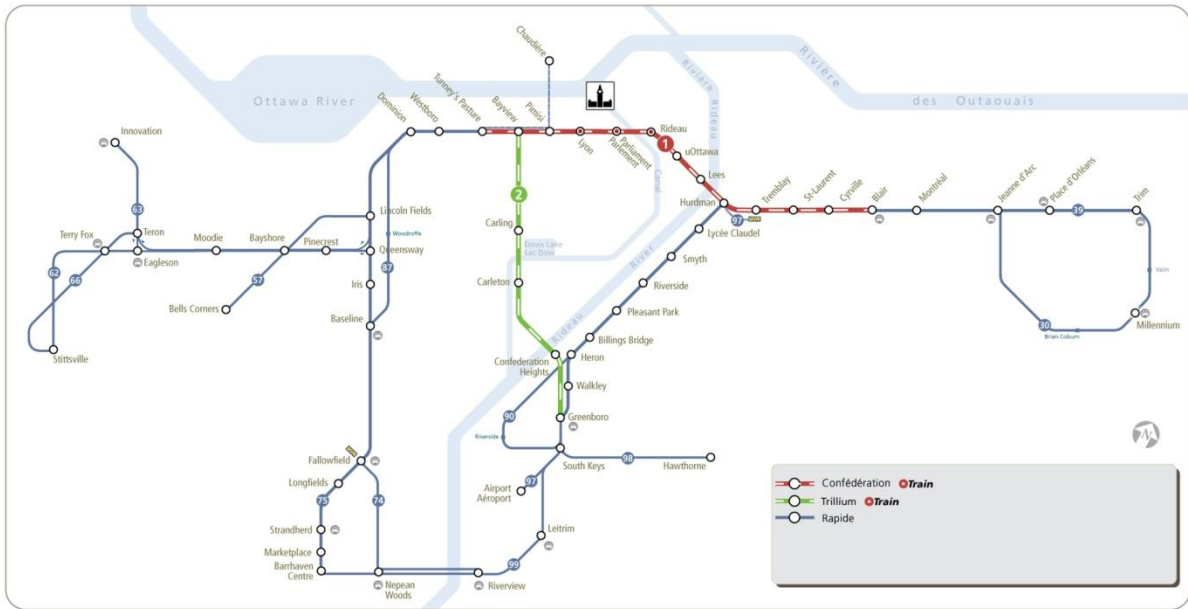 Chaudière
Rivière
des Outaouais
Rivière Rideau
Ottawa River
Dominion
Westboro
Tunney's Pasture
Bayview
Pimisi
Lyon
Parliament
Parlement
Rideau
1
uOttawa
Lees
Hurdman
97
Tremblay
St-Laurent
Cyrville
Blair
Montréal
Jeanne d'Arc
Place d'Orléans
39
Trim
Valin
Millennium
30
Brian Coburn
Innovation
63
Teron
Terry Fox
Eagleson
62
66
Stittsville
Moodie
Bayshore
Pinecrest
57
Bells Corners
Lincoln Fields
Woodroffe
Queensway
87
Iris
Baseline
2
Canal
Carling
Dows Lake
Lac Dow
Carleton
Rideau River
Lycée Claudel
Smyth
Riverside
Pleasant Park
Billings Bridge
Confederation
Heights
Heron
Walkley
90
Greenboro
Riverside
South Keys
98
Hawthorne
97
Airport
Aéroport
Leitrim
99
Fallowfield
Longfields
75
74
Strandherd
Marketplace
Barrhaven
Centre
Nepean
Woods
Riverview
N
Confédération Train
Trillium Train
Rapide